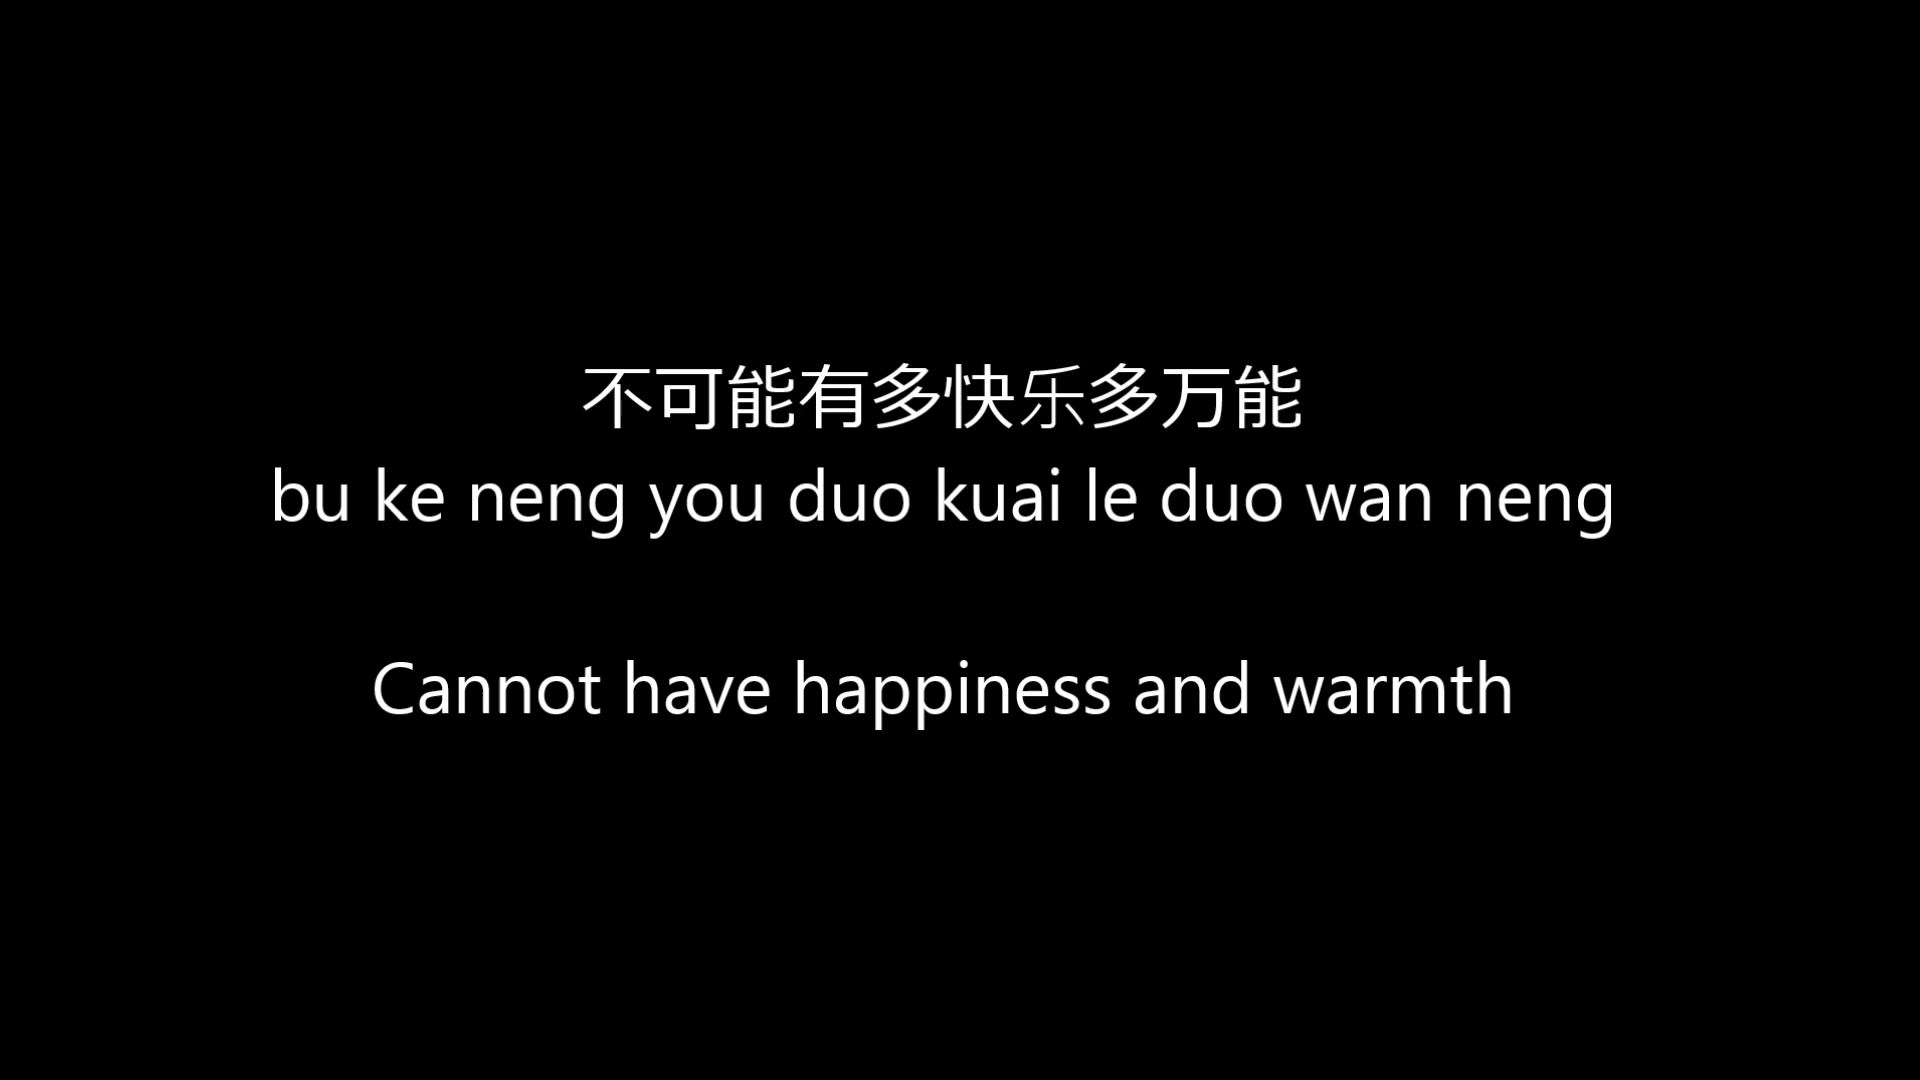 不可能有多快乐多万能
bu ke neng you duo kuai le duo wan neng
Cannot have happiness and warmth